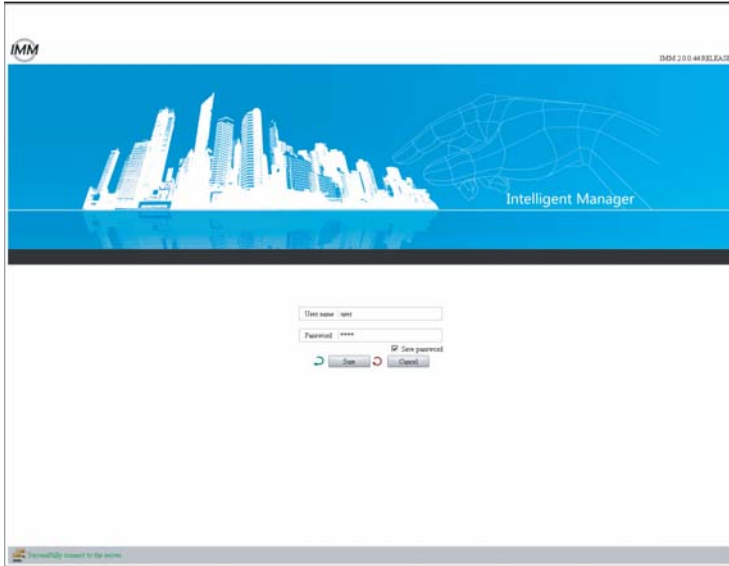 IMM
IMM 2.0.0.44 RELEASE
Intelligent Manager
User name user
Password ****
Save password
Sure Cancel
Successfully connect to the server